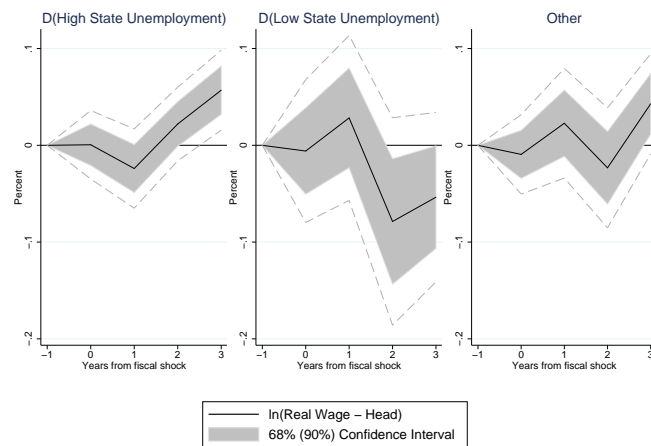 D(High State Unemployment)
D(Low State Unemployment)
Other
Percent
.1
0
-.1
-.2
-1 0 1 2 3
Years from fiscal shock
Percent
.1
0
-.1
-.2
-1 0 1 2 3
Years from fiscal shock
Percent
.1
0
-.1
-.2
-1 0 1 2 3
Years from fiscal shock
ln(Real Wage − Head)
68% (90%) Confidence Interval